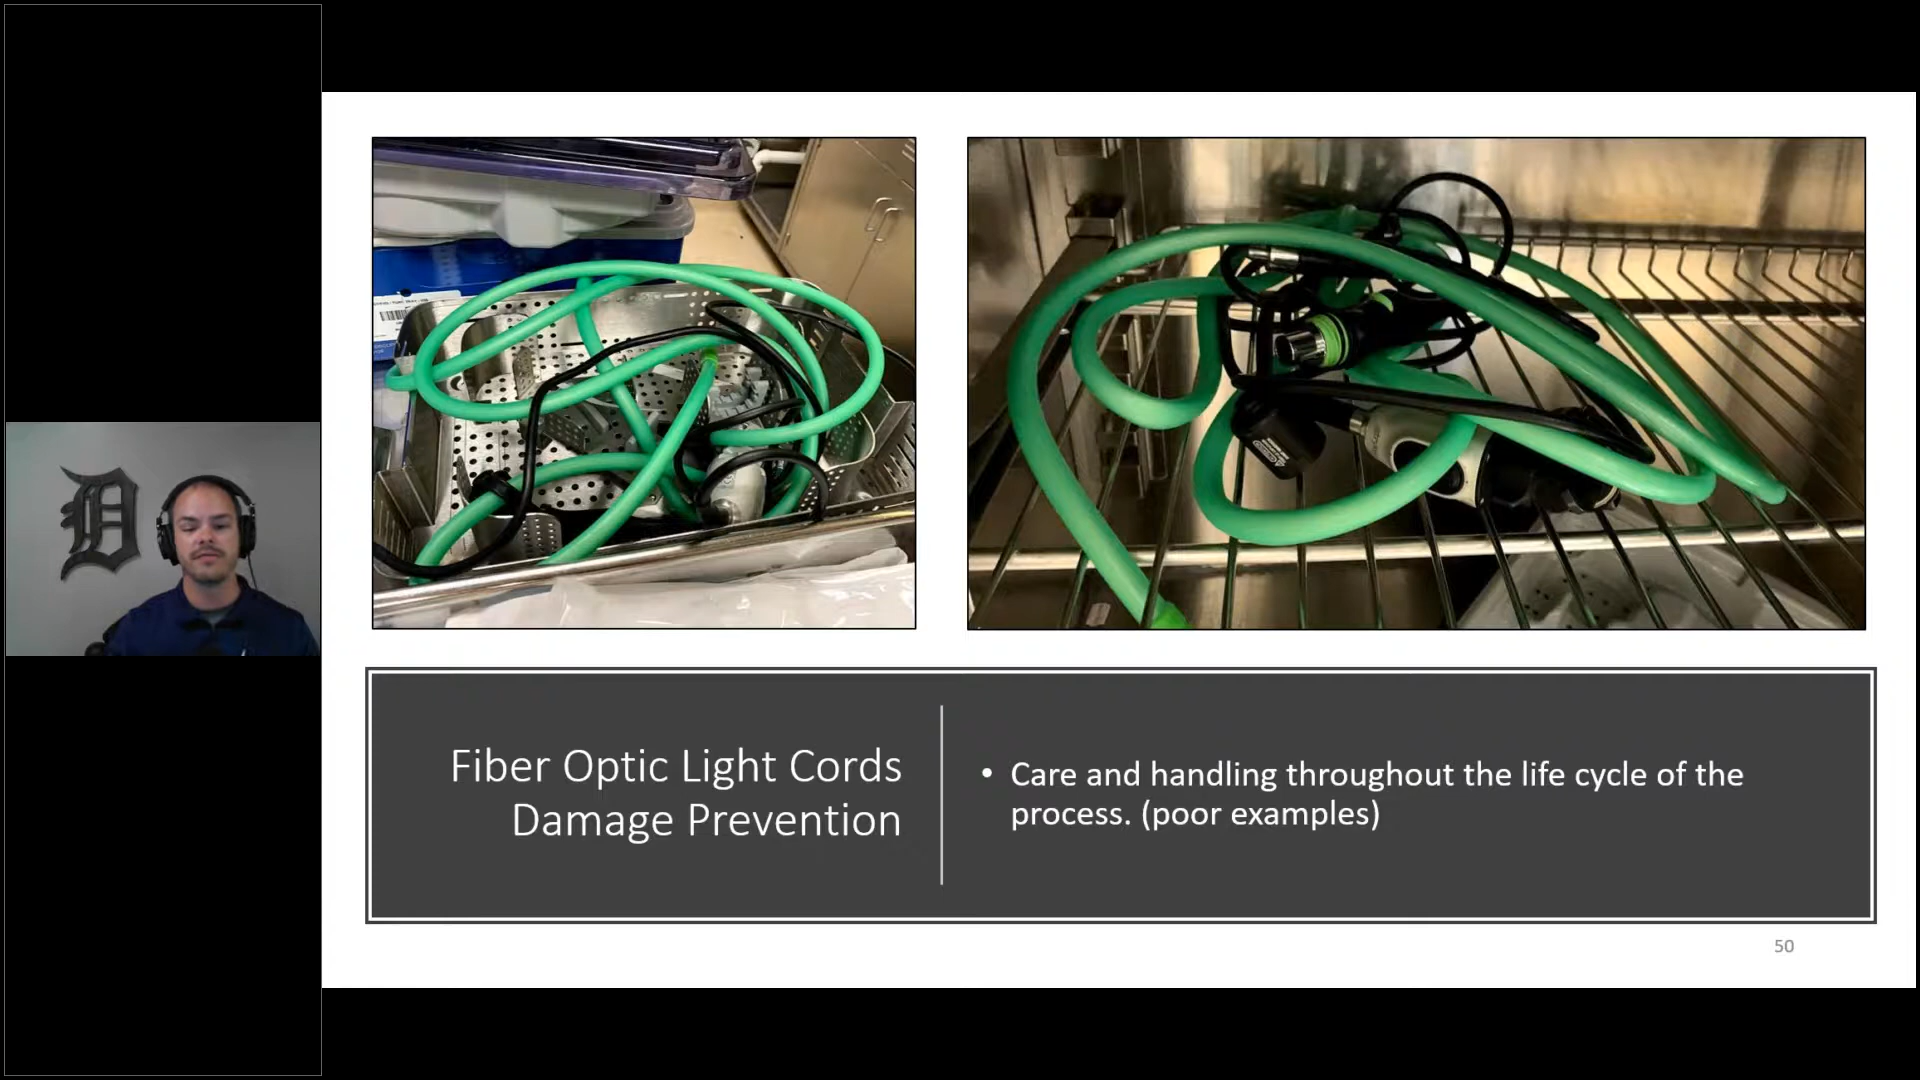 D
Fiber Optic Light Cords
Damage Prevention
• Care and handling throughout the life cycle of the
process. (poor examples)
50